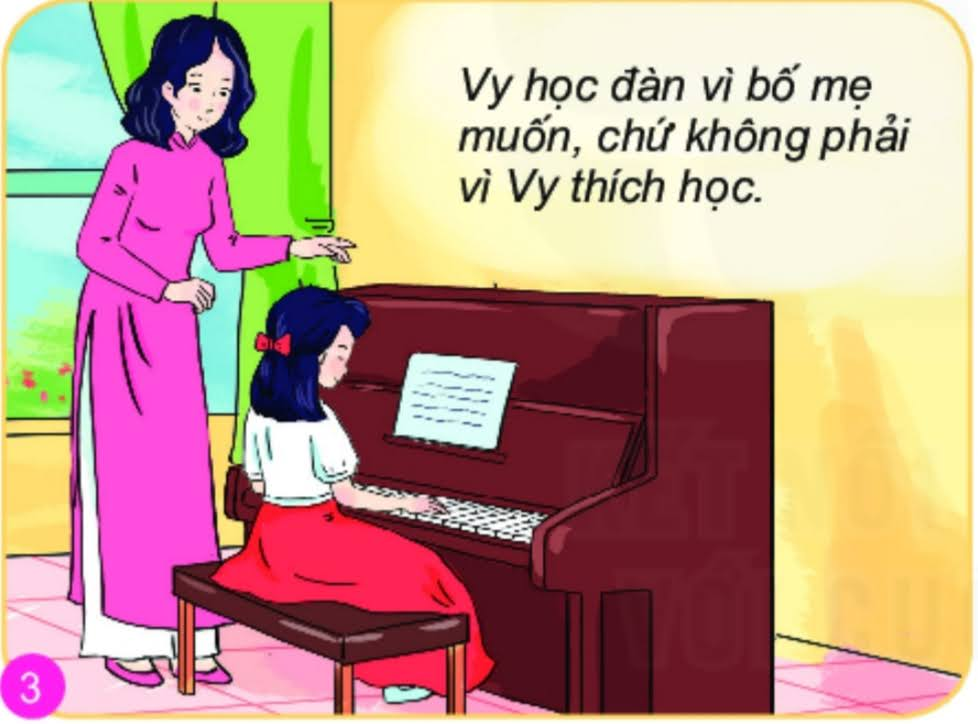 Vy học đàn vì bố mẹ
muốn, chứ không phải
vì Vy thích học.
3